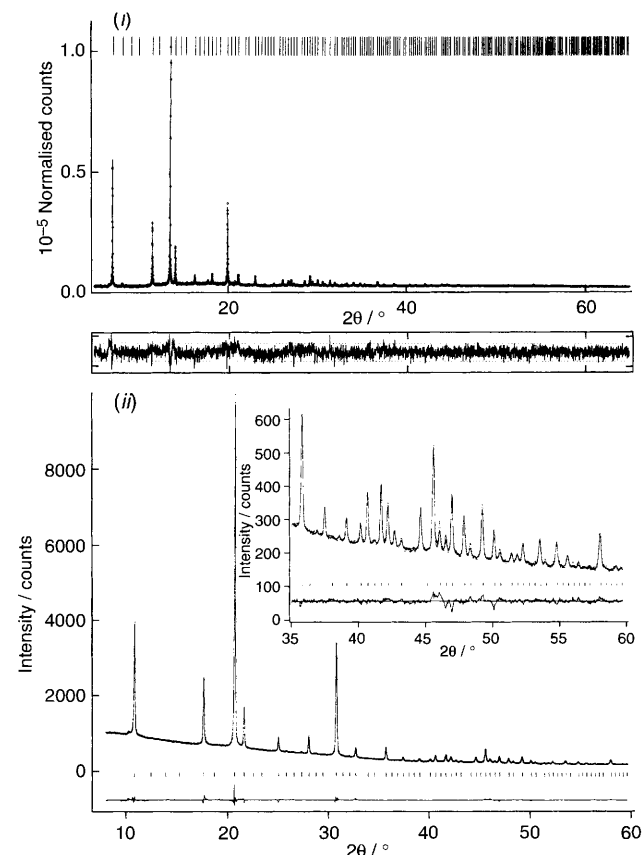 (i)
1.0
0.5
0.0
10⁻⁵ Normalised counts
20 40 60
2θ / °
(ii)
8000
6000
4000
2000
0
Intensity / counts
600
500
400
300
200
100
0
Intensity / counts
35 40 45 50 55 60
2θ / °
10 20 30 40 50 60
2θ / °